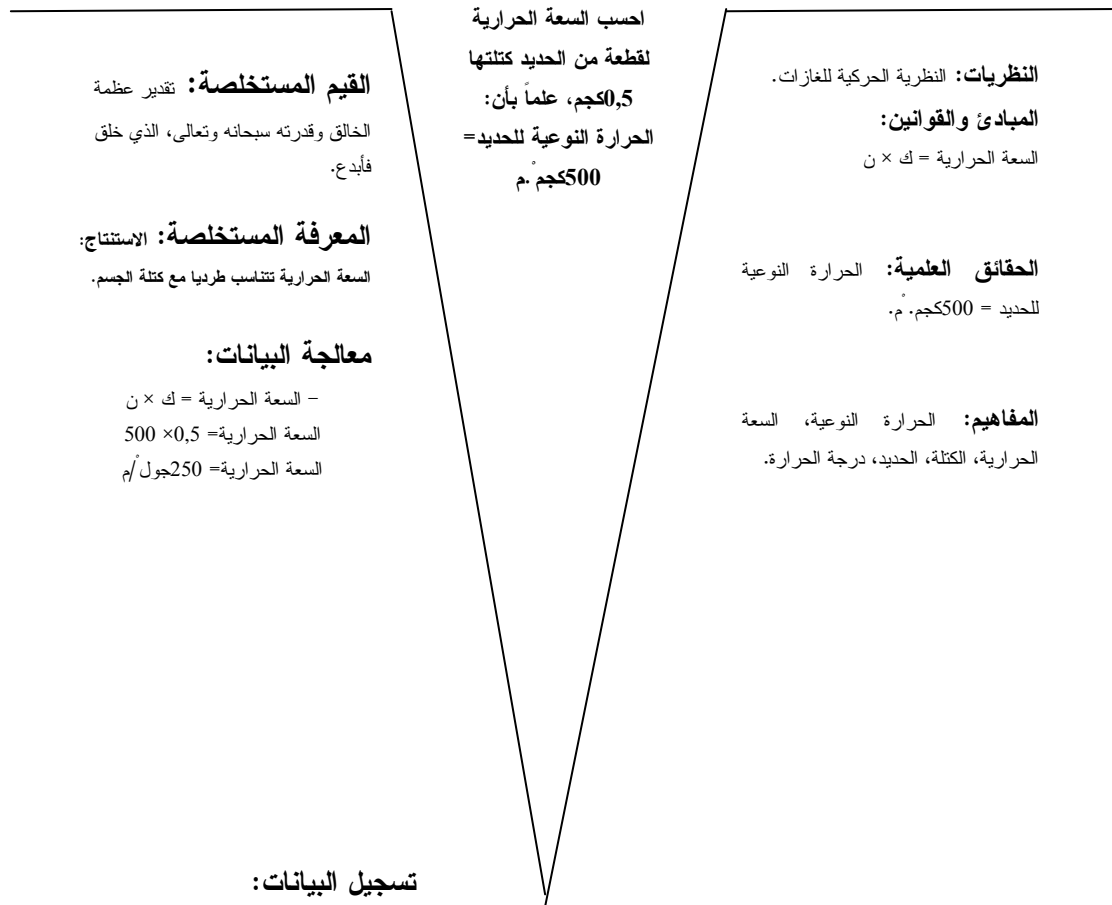 احسب السعة الحرارية
لقطعة من الحديد كتلتها
0,5كجم، علماً بأن:
الحرارة النوعية للحديد=
500كجم.ْم
النظريات: النظرية الحركية للغازات.
المبادئ والقوانين:
السعة الحرارية = ك × ن
الحقائق العلمية: الحرارة النوعية
للحديد = 500كجم.ْم.
المفاهيم: الحرارة النوعية، السعة
الحرارية، الكتلة، الحديد، درجة الحرارة.
القيم المستخلصة: تقدير عظمة
الخالق وقدرته سبحانه وتعالى، الذي خلق
فأبدع.
المعرفة المستخلصة: الاستنتاج:
السعة الحرارية تتناسب طرديا مع كتلة الجسم.
معالجة البيانات:
- السعة الحرارية = ك × ن
السعة الحرارية= 0,5× 500
السعة الحرارية= 250جول/ْم
تسجيل البيانات: